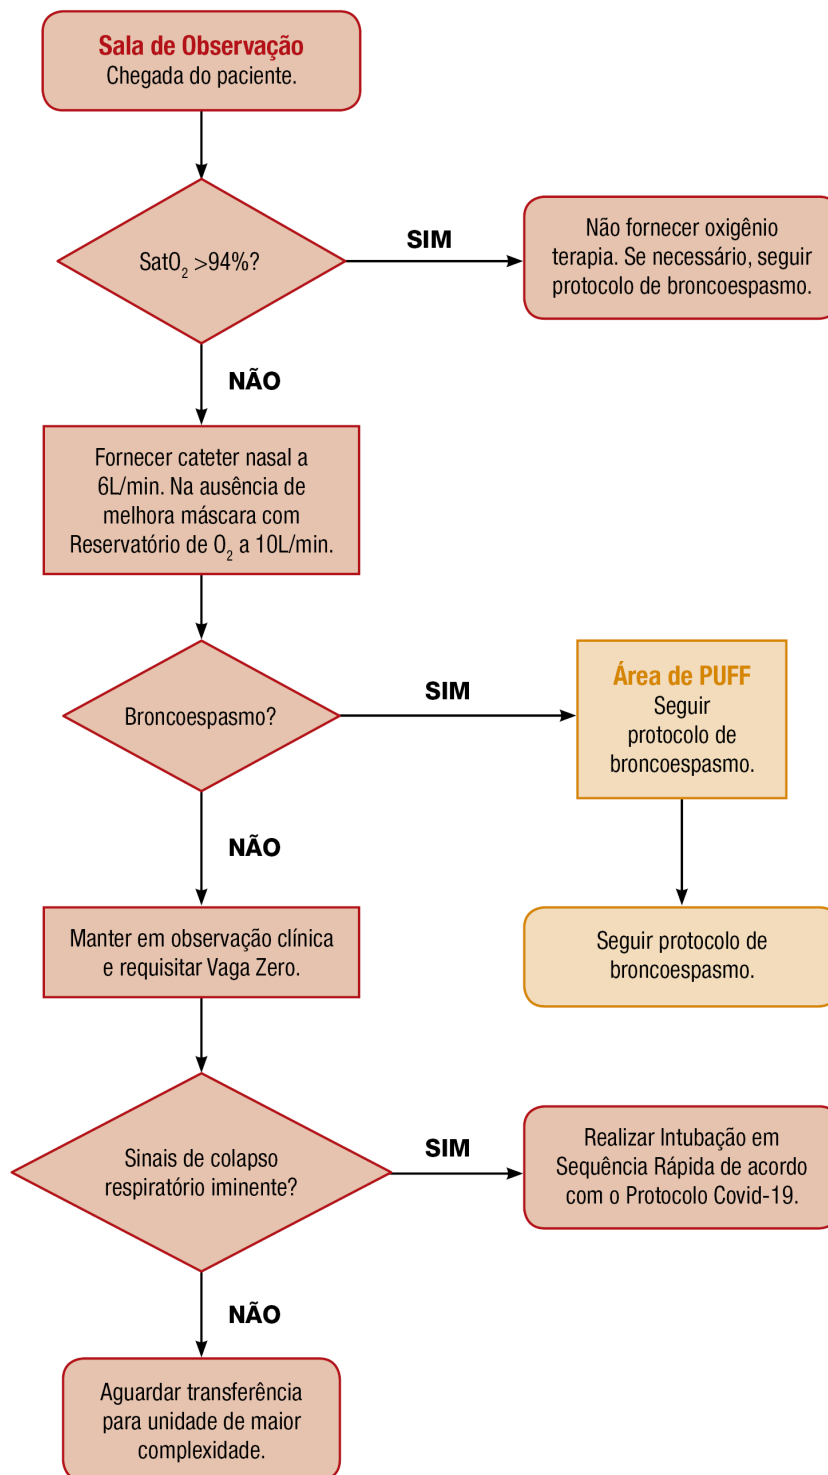 Sala de Observação
Chegada do paciente.
SatO₂ >94%?
SIM
Não fornecer oxigênio
terapia. Se necessário, seguir
protocolo de broncoespasmo.
NÃO
Fornecer cateter nasal a
6L/min. Na ausência de
melhora máscara com
Reservatório de O₂ a 10L/min.
Broncoespasmo?
SIM
Área de PUFF
Seguir
protocolo de
broncoespasmo.
NÃO
Manter em observação clínica
e requisitar Vaga Zero.
Seguir protocolo de
broncoespasmo.
Sinais de colapso
respiratório iminente?
SIM
Realizar Intubação em
Sequência Rápida de acordo
com o Protocolo Covid-19.
NÃO
Aguardar transferência
para unidade de maior
complexidade.